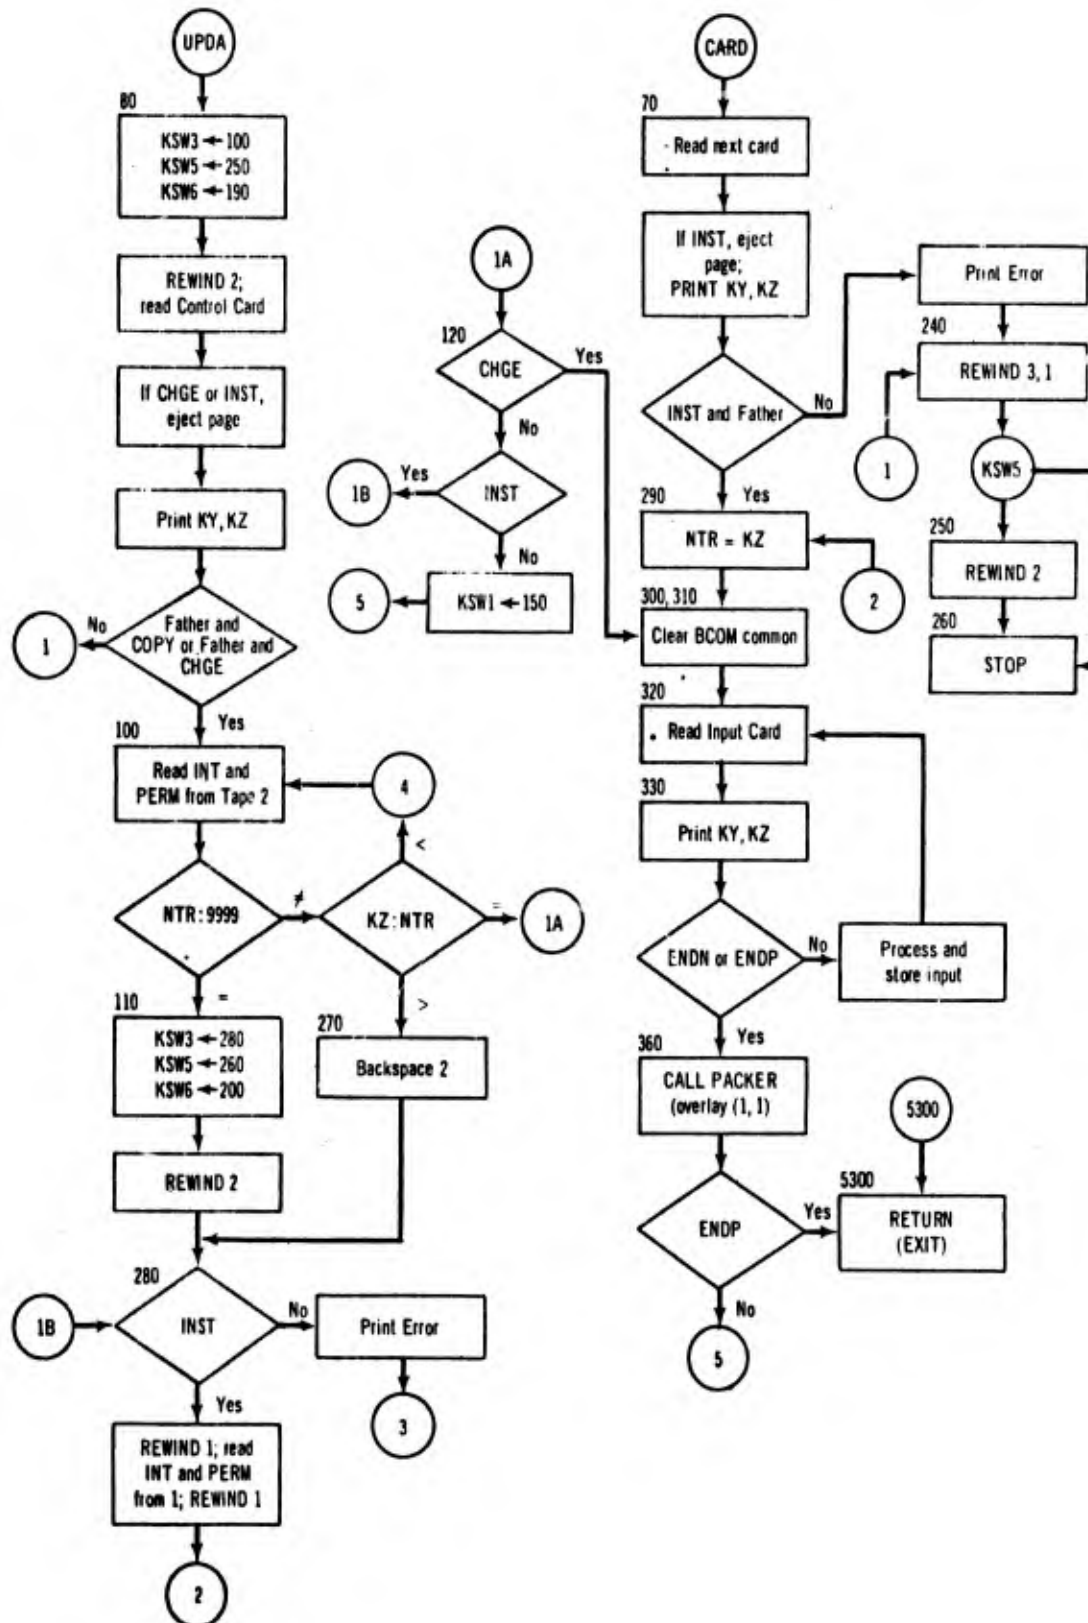 UPDA
80
KSW3 ← 100
KSW5 ← 250
KSW6 ← 190
REWIND 2;
read Control Card
If CHGE or INST,
eject page
Print KY, KZ
Father and
COPY or Father and
CHGE
No
1
Yes
100
Read INT and
PERM from Tape 2
4
<
NTR:9999
≠
KZ:NTR
=
1A
=
>
110
KSW3 ← 280
KSW5 ← 260
KSW6 ← 200
270
Backspace 2
REWIND 2
280
1B
INST
No
Print Error
3
Yes
REWIND 1; read
INT and PERM
from 1; REWIND 1
2
1A
120
CHGE
Yes
No
1B
Yes
INST
No
5
KSW1 ← 150
CARD
70
Read next card
If INST, eject
page;
PRINT KY, KZ
INST and Father
No
Yes
290
NTR = KZ
2
300, 310
Clear BCOM common
320
Read Input Card
330
Print KY, KZ
ENDN or ENDP
No
Process and
store input
Yes
360
CALL PACKER
(overlay (1, 1)
ENDP
Yes
No
5
5300
5300
RETURN
(EXIT)
Print Error
240
REWIND 3, 1
1
KSW5
250
REWIND 2
260
STOP